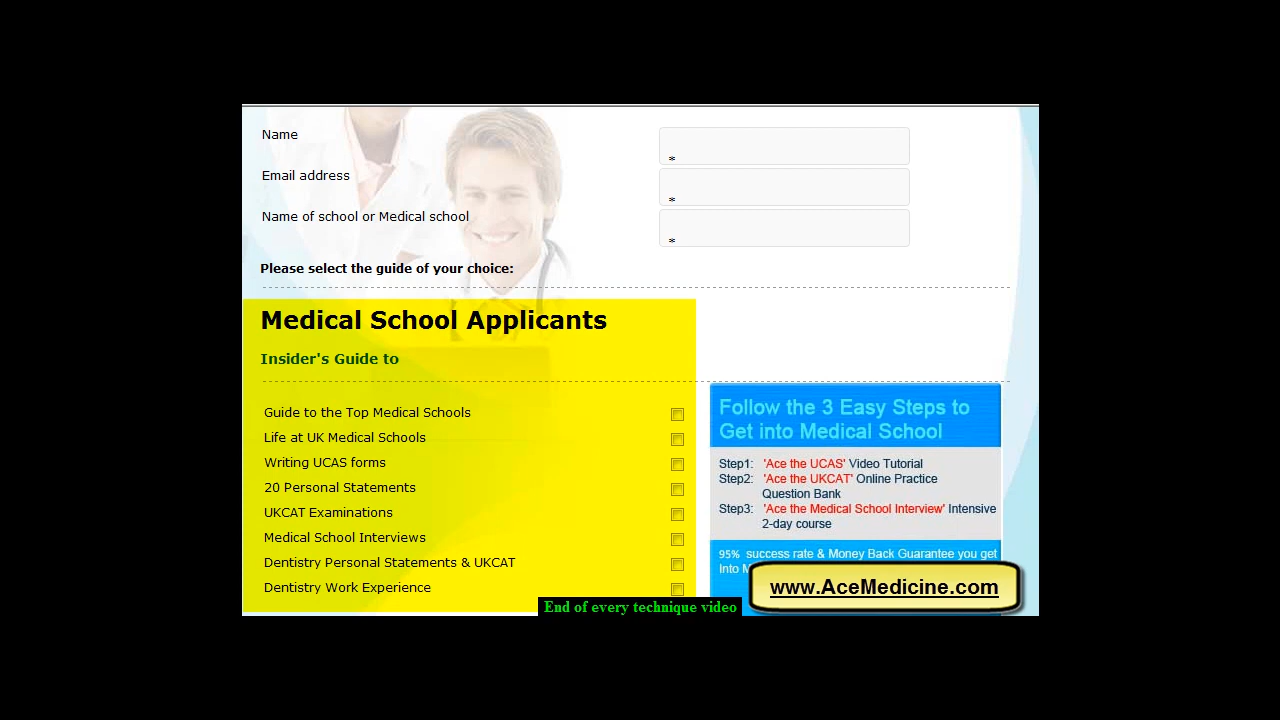 Name
*
Email address
*
Name of school or Medical school
*
Please select the guide of your choice:
Medical School Applicants
Insider's Guide to
Guide to the Top Medical Schools
Life at UK Medical Schools
Writing UCAS forms
20 Personal Statements
UKCAT Examinations
Medical School Interviews
Dentistry Personal Statements & UKCAT
Dentistry Work Experience
Follow the 3 Easy Steps to
Get into Medical School
Step1: 'Ace the UCAS' Video Tutorial
Step2: 'Ace the UKCAT' Online Practice
Question Bank
Step3: 'Ace the Medical School Interview' Intensive
2-day course
95% success rate & Money Back Guarantee you get
Into
www.AceMedicine.com
End of every technique video